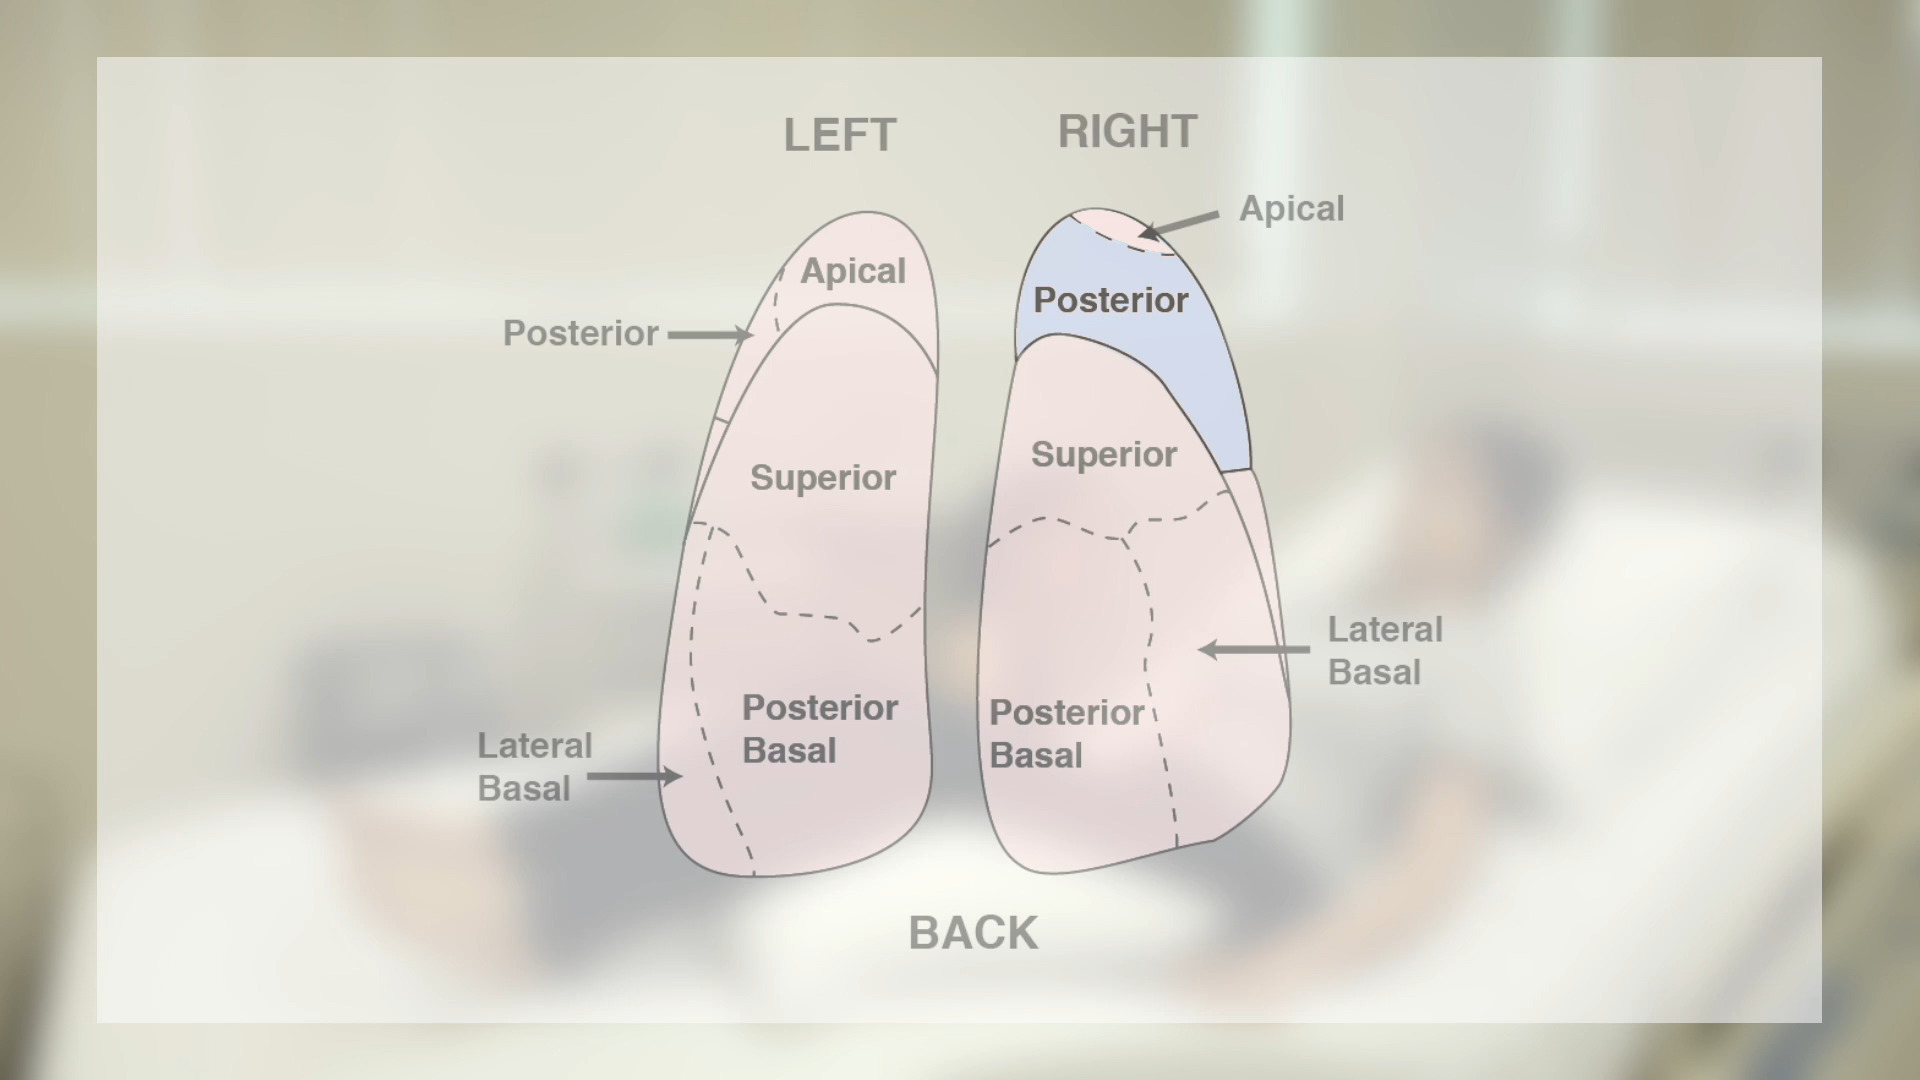 LEFT
RIGHT
Apical
Apical
Posterior
Posterior
Superior
Superior
Lateral
Basal
Posterior
Basal
Posterior
Basal
Lateral
Basal
BACK